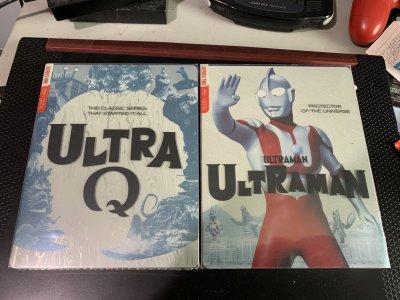 THE CLASSIC SERIES
THAT STARTED IT ALL
ULTRA
Q
PROTECTOR
OF THE UNIVERSE
ULTRAMAN
ULTRAMAN